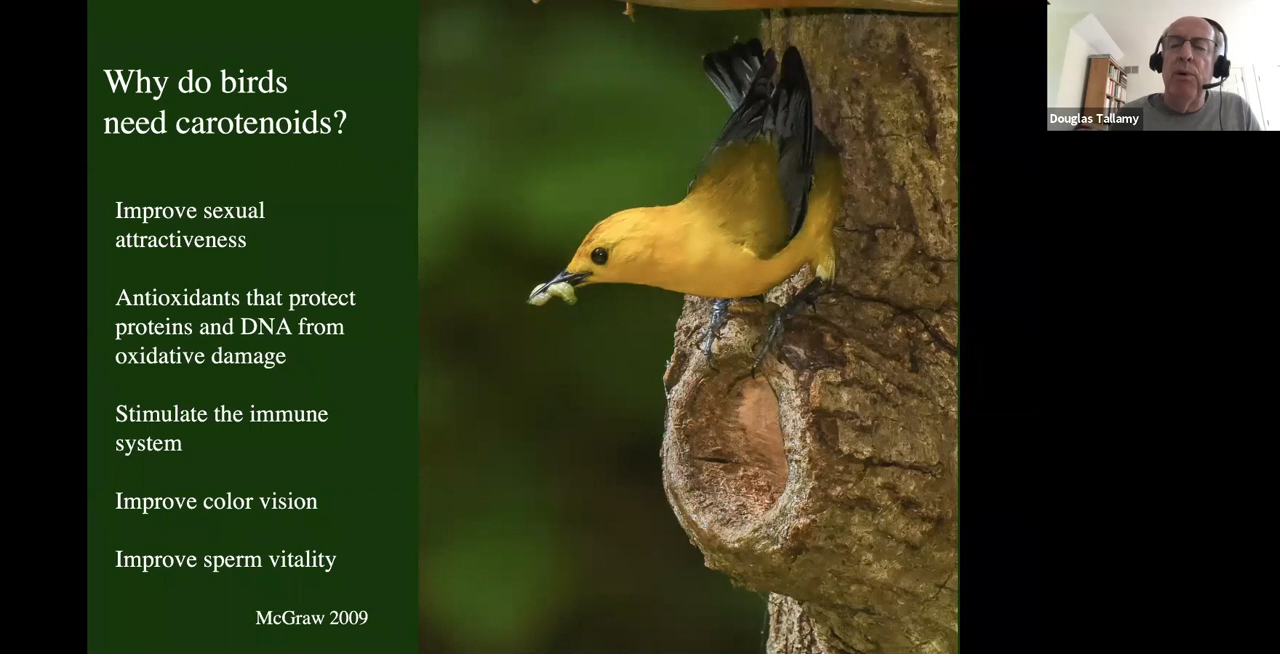 Why do birds
need carotenoids?
Improve sexual
attractiveness
Antioxidants that protect
proteins and DNA from
oxidative damage
Stimulate the immune
system
Improve color vision
Improve sperm vitality
McGraw 2009
Douglas Tallamy